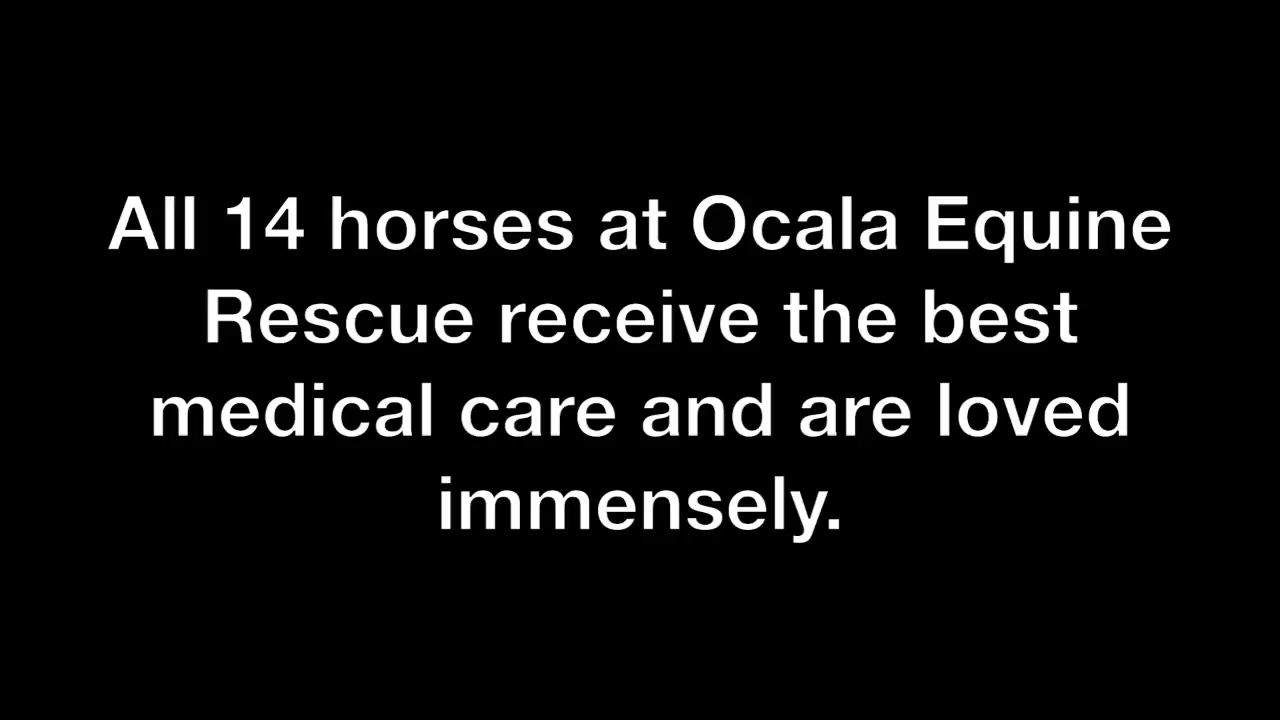 All 14 horses at Ocala Equine
Rescue receive the best
medical care and are loved
immensely.